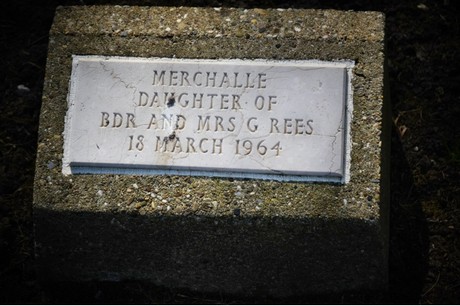 MERCHALLE
DAUGHTER OF
BDR AND MRS G REES
18 MARCH 1964